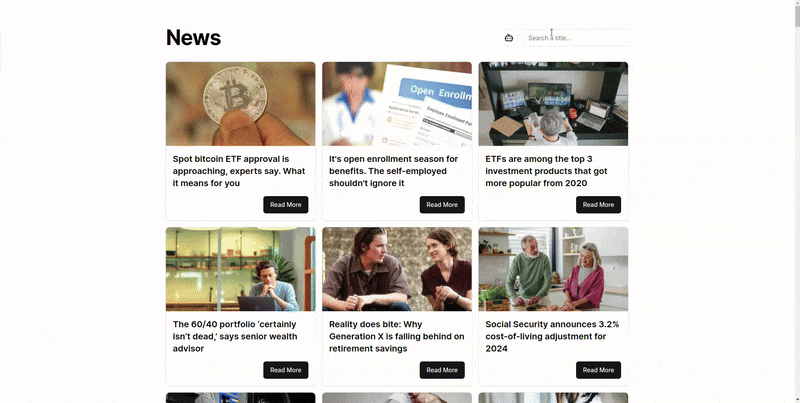 News
Search a title...
Open Enrollm
Employee Enrollment For
Spot bitcoin ETF approval is
approaching, experts say. What
it means for you
Read More
It's open enrollment season for
benefits. The self-employed
shouldn't ignore it
Read More
ETFs are among the top 3
investment products that got
more popular from 2020
Read More
The 60/40 portfolio 'certainly
isn't dead,' says senior wealth
advisor
Read More
Reality does bite: Why
Generation X is falling behind on
retirement savings
Read More
Social Security announces 3.2%
cost-of-living adjustment for
2024
Read More